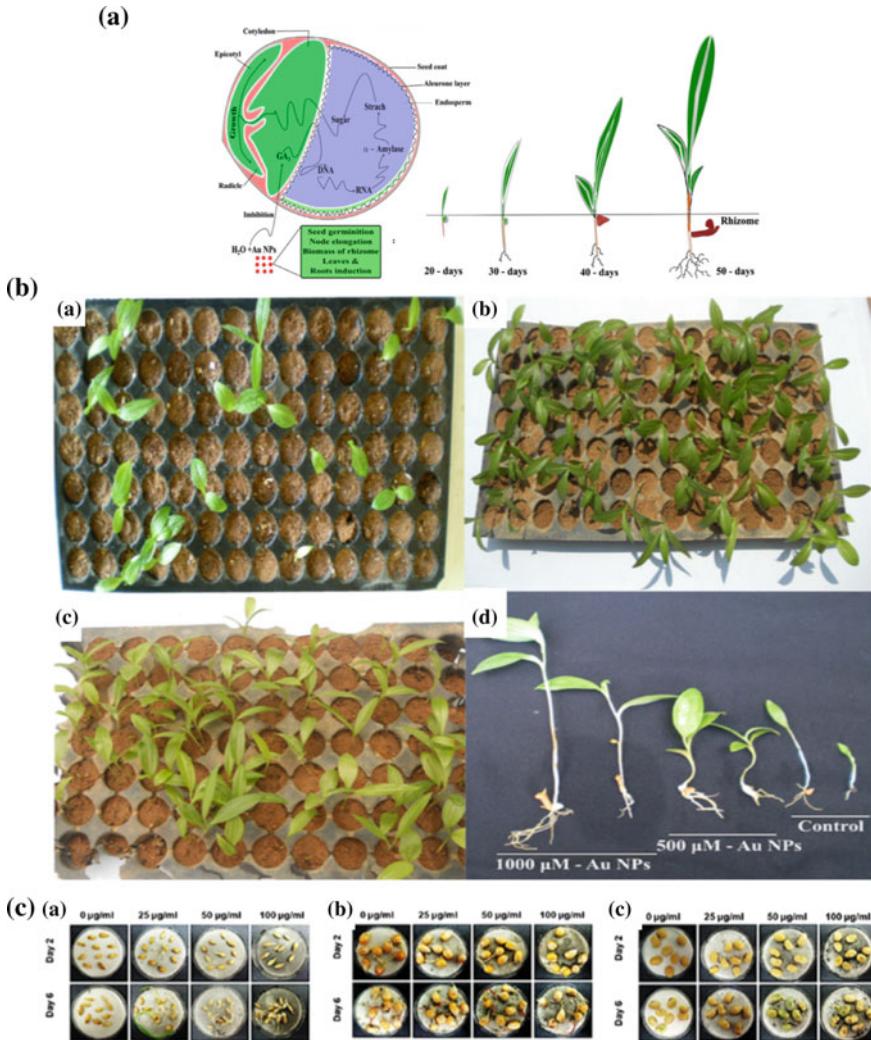 (a)
Cotyledon
Epicotyl
Seed coat
Aleurone layer
Endosperm
Growth
Sugar
Strach
GA3
α – Amylase
DNA
RNA
Radicle
Imbibition
H2O +Au NPs
Seed germinition
Node elongation
Biomass of rhizome
Leaves &
Roots induction
:
Rhizome
20 - days
30 - days
40 - days
50 - days
(b)
(a)
(b)
(c)
(d)
1000 µM - Au NPs
500 µM - Au NPs
Control
(c)
(a)
0 µg/ml 25 µg/ml 50 µg/ml 100 µg/ml
Day 2
Day 6
(b)
0 µg/ml 25 µg/ml 50 µg/ml 100 µg/ml
Day 2
Day 6
(c)
0 µg/ml 25 µg/ml 50 µg/ml 100 µg/ml
Day 2
Day 6